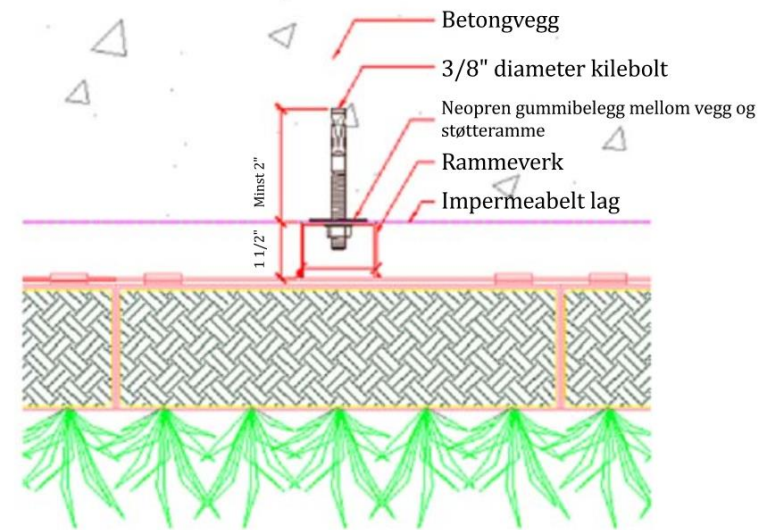 Betongvegg
3/8" diameter kilebolt
Neopren gummibelegg mellom vegg og
støtteramme
Rammeverk
Impermeabelt lag
Minst 2"
1 1/2"